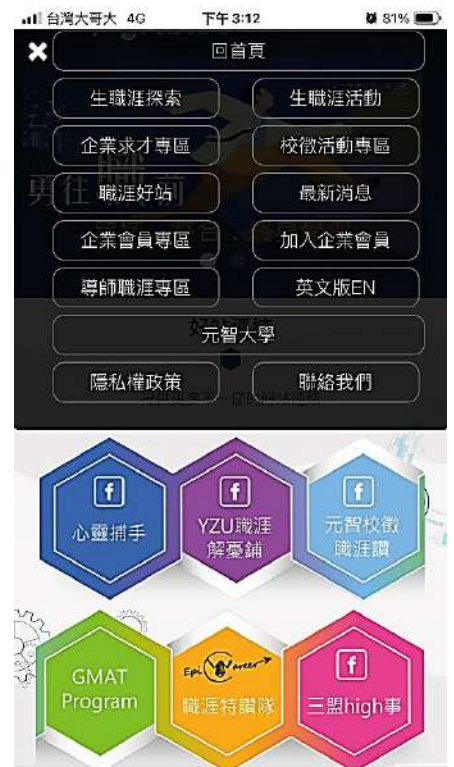 台灣大哥大 4G 下午3:12 81%
回首頁
生職涯探索 生職涯活動
企業求才專區 校徵活動專區
職涯好站 最新消息
企業會員專區 加入企業會員
導師職涯專區 英文版EN
元智大學
隱私權政策 聯絡我們
心靈捕手
YZU職涯
解憂舖
元智校徵
職涯讚
GMAT
Program
Epi Career
職涯特讚隊
三盟high事